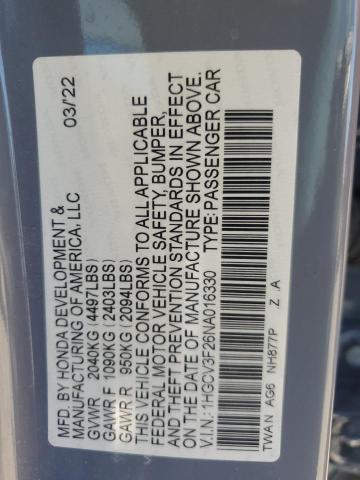 MFD. BY HONDA DEVELOPMENT & 03/22
MANUFACTURING OF AMERICA, LLC
GVWR 2040KG (4497LBS)
GAWR F 1090KG (2403LBS)
GAWR R 950KG (2094LBS)
THIS VEHICLE CONFORMS TO ALL APPLICABLE
FEDERAL MOTOR VEHICLE SAFETY, BUMPER,
AND THEFT PREVENTION STANDARDS IN EFFECT
ON THE DATE OF MANUFACTURE SHOWN ABOVE.
V.I.N.: 1HGCV3F26NA016330 TYPE: PASSENGER CAR
TWAN AG6 NH877P Z .A